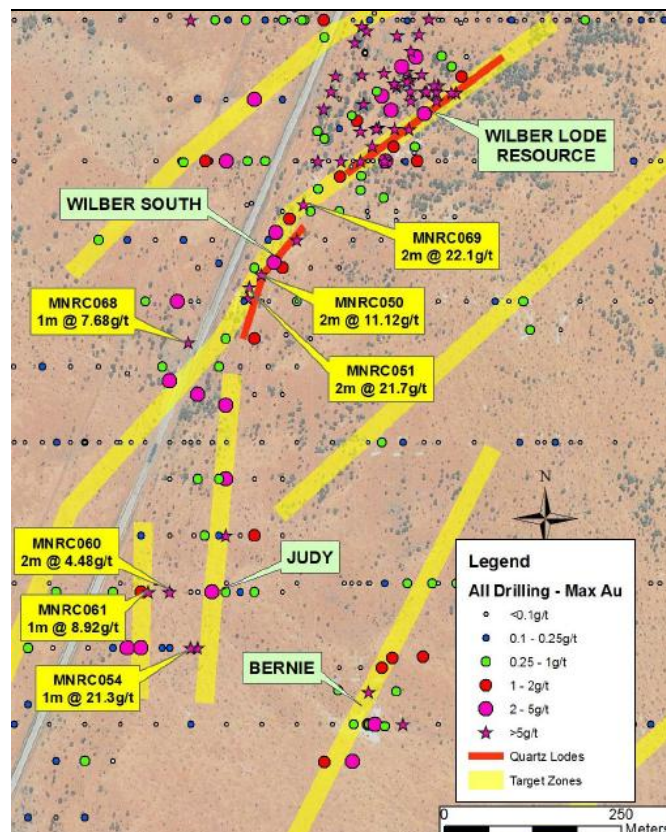 WILBER LODE
RESOURCE
WILBER SOUTH
MNRC069
2m @ 22.1g/t
MNRC068
1m @ 7.68g/t
MNRC050
2m @ 11.12g/t
MNRC051
2m @ 21.7g/t
N
MNRC060
2m @ 4.48g/t
JUDY
MNRC061
1m @ 8.92g/t
MNRC054
1m @ 21.3g/t
BERNIE
Legend
All Drilling - Max Au
<0.1g/t
0.1 - 0.25g/t
0.25 - 1g/t
1 - 2g/t
2 - 5g/t
>5g/t
Quartz Lodes
Target Zones
0 250
Meters